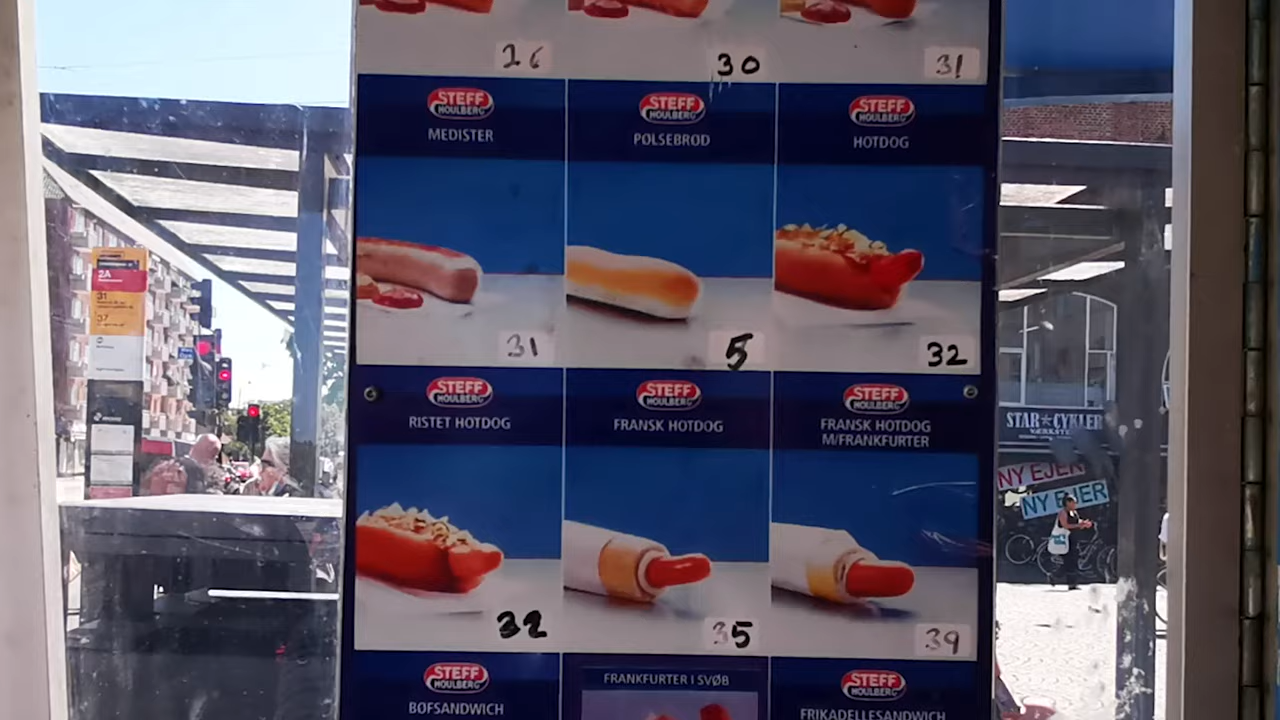 26
30
31
STEFF
HOULBERG
MEDISTER
STEFF
HOULBERG
PØLSEBRØD
STEFF
HOULBERG
HOTDOG
31
5
32
STEFF
HOULBERG
RISTET HOTDOG
STEFF
HOULBERG
FRANSK HOTDOG
STEFF
HOULBERG
FRANSK HOTDOG
M/FRANKFURTER
32
35
39
STEFF
HOULBERG
BØFSANDWICH
FRANKFURTER I SVØB
STEFF
HOULBERG
FRIKADELLESANDWICH
2A
31
37
STAR★CYKLER
NY EJER
NY EJER